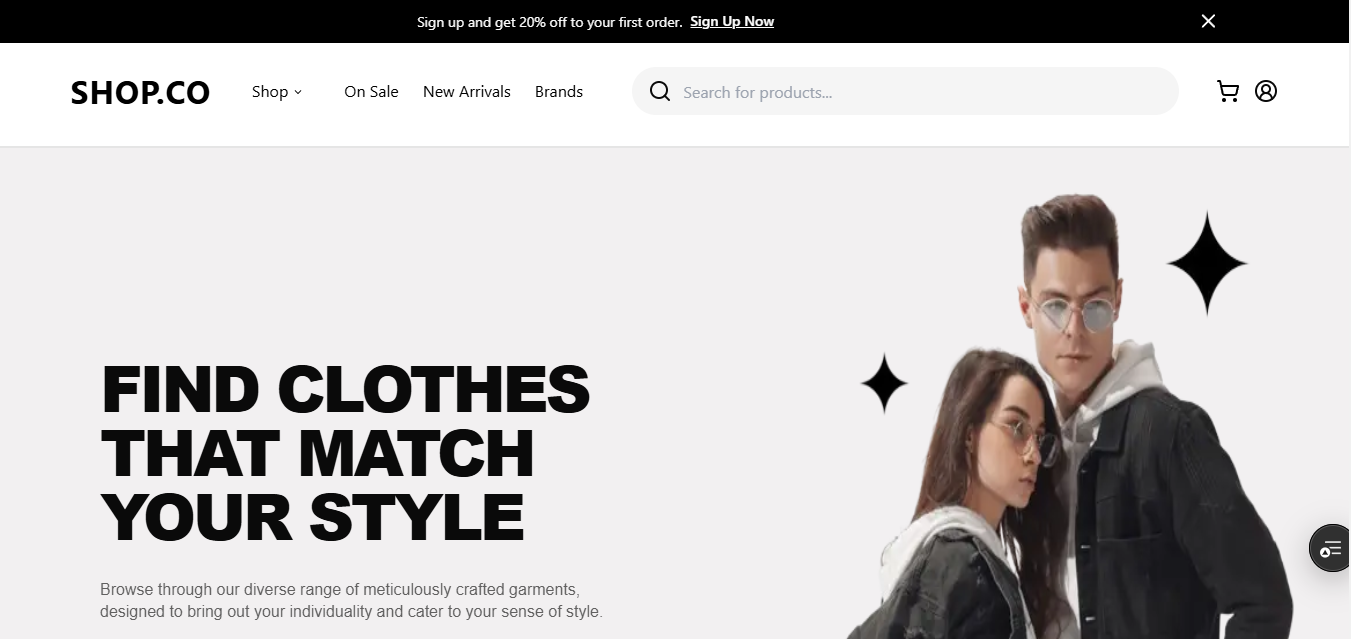 Sign up and get 20% off to your first order. Sign Up Now
SHOP.CO
Shop
On Sale
New Arrivals
Brands
Search for products...
FIND CLOTHES
THAT MATCH
YOUR STYLE
Browse through our diverse range of meticulously crafted garments,
designed to bring out your individuality and cater to your sense of style.